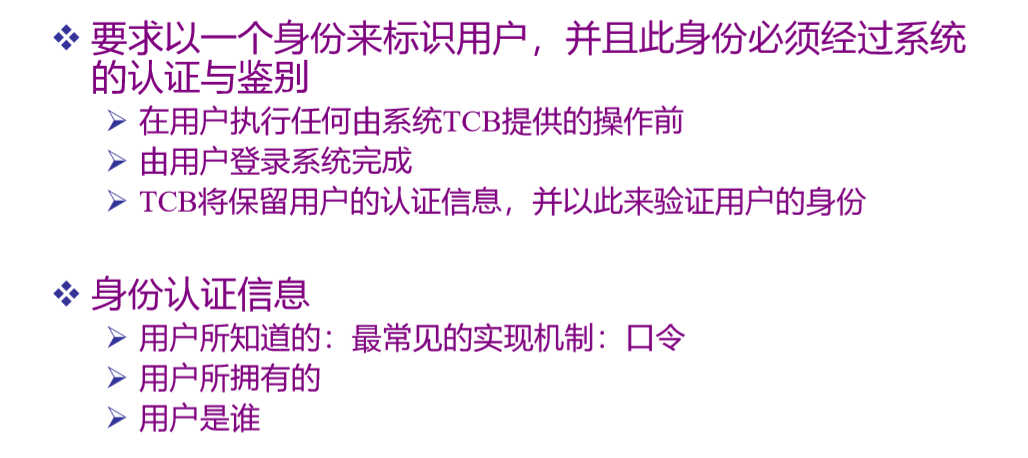 ❖ 要求以一个身份来标识用户，并且此身份必须经过系统
的认证与鉴别
➢ 在用户执行任何由系统TCB提供的操作前
➢ 由用户登录系统完成
➢ TCB将保留用户的认证信息，并以此来验证用户的身份
❖ 身份认证信息
➢ 用户所知道的：最常见的实现机制：口令
➢ 用户所拥有的
➢ 用户是谁